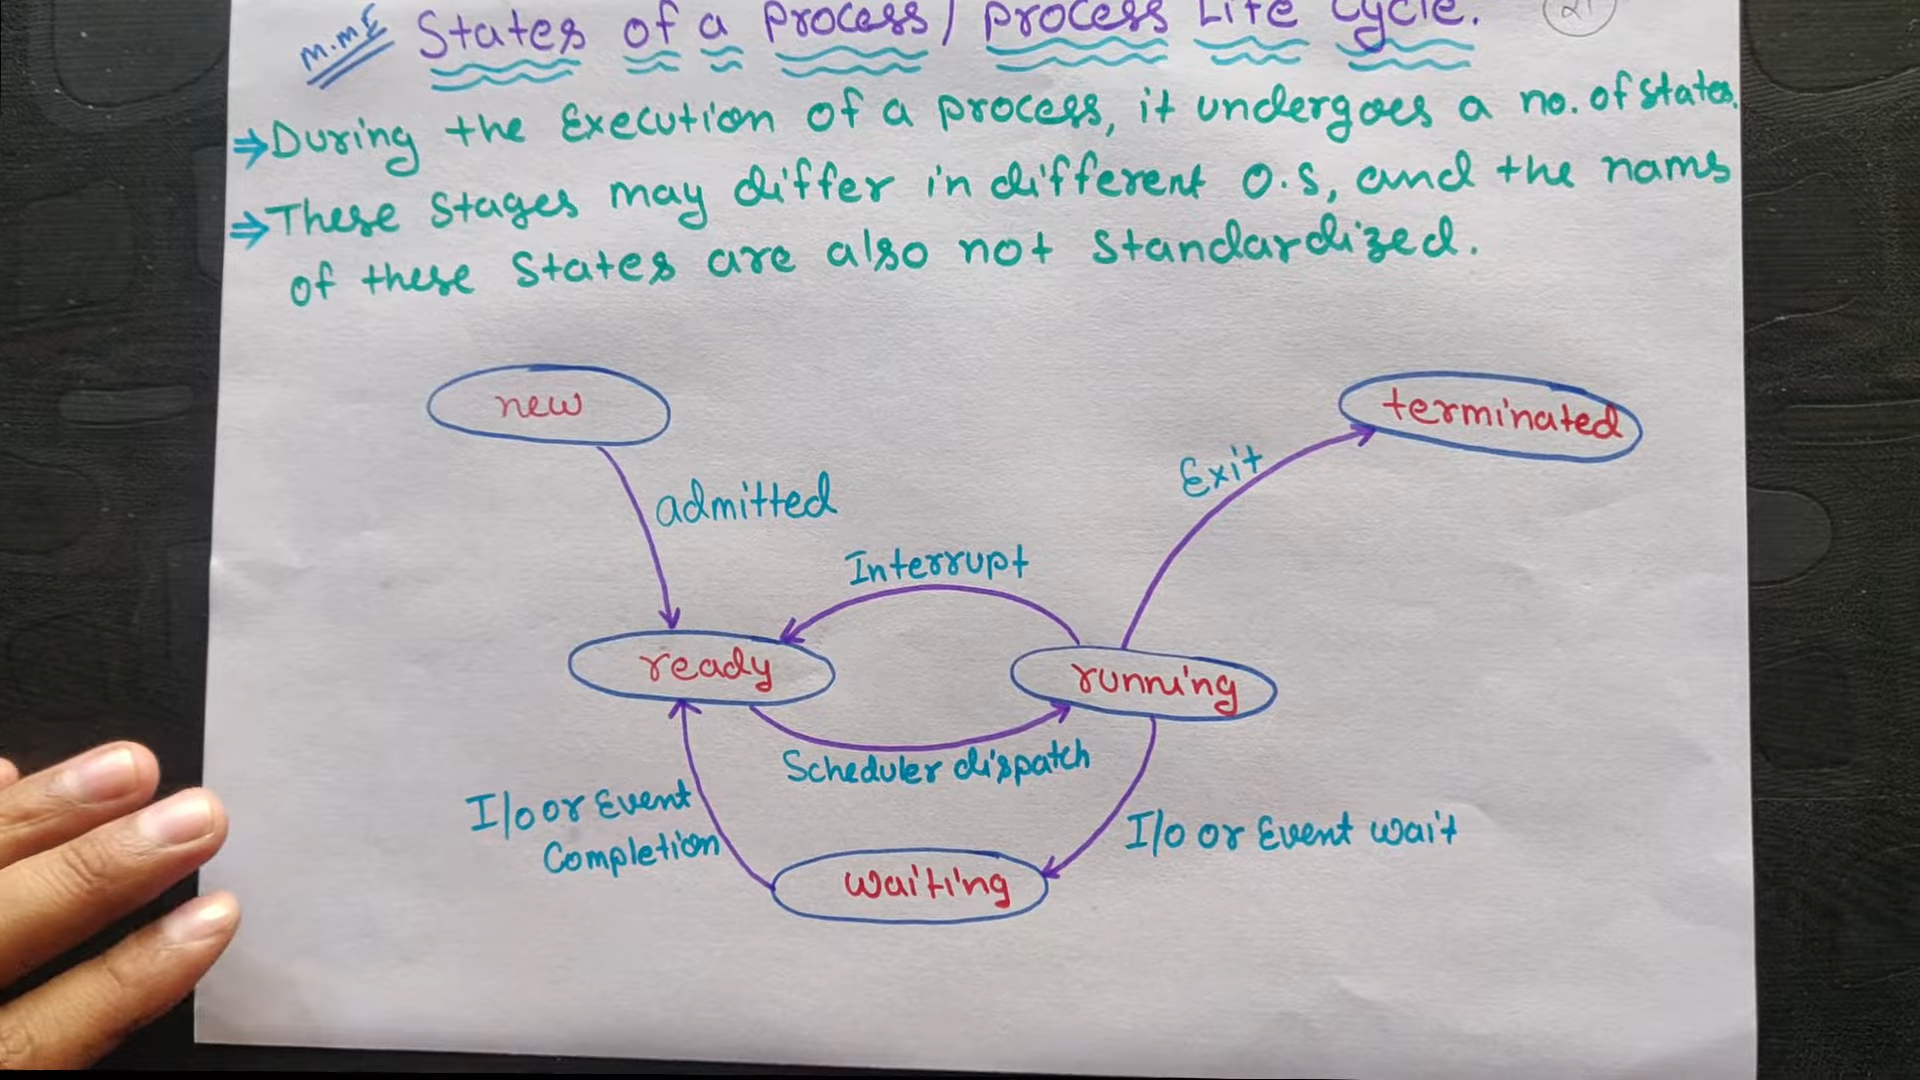 M.M.E States of a Process/ Process Life Cycle. 21
⇒During the Execution of a process, it undergoes a no. of states.
⇒These stages may differ in different O.S, and the nams
of these States are also not standardized.
new
terminated
Exit
admitted
Interrupt
ready
running
Scheduler dispatch
I/o or Event
Completion
I/o or Event wait
waiting